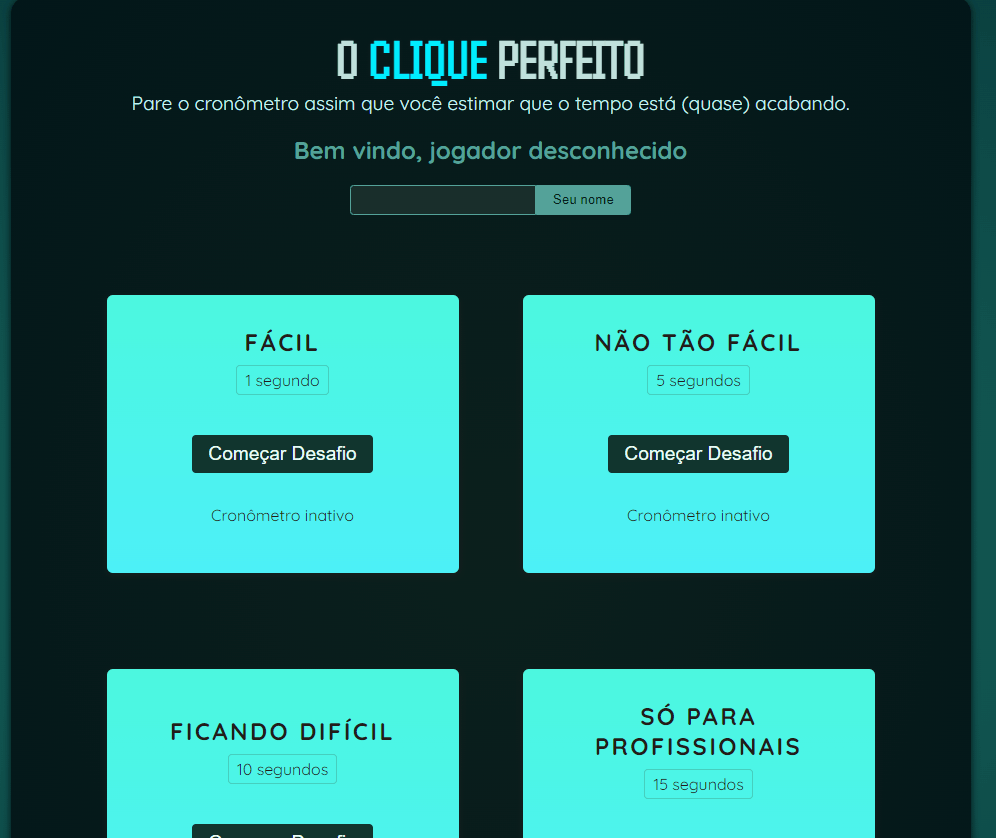 O CLIQUE PERFEITO
Pare o cronômetro assim que você estimar que o tempo está (quase) acabando.
Bem vindo, jogador desconhecido
Seu nome
FÁCIL
1 segundo
Começar Desafio
Cronômetro inativo
NÃO TÃO FÁCIL
5 segundos
Começar Desafio
Cronômetro inativo
FICANDO DIFÍCIL
10 segundos
Começar Desafio
SÓ PARA
PROFISSIONAIS
15 segundos